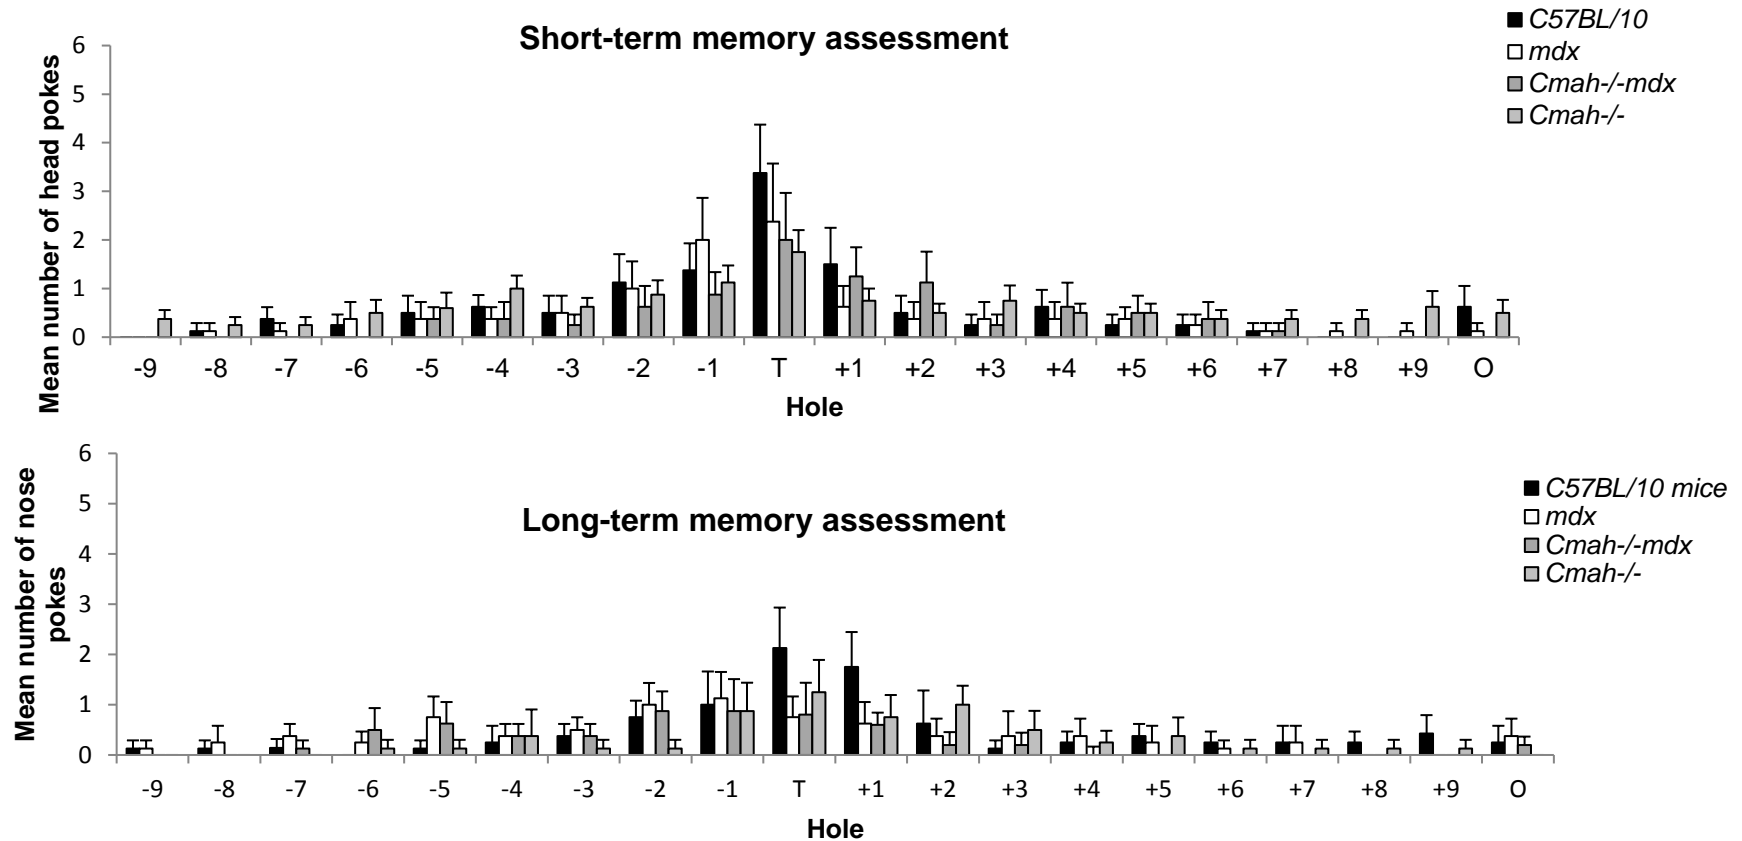 Short-term memory assessment
C57BL/10
mdx
Cmah-/-mdx
Cmah-/-
Mean number of head pokes
6
5
4
3
2
1
0
-9 -8 -7 -6 -5 -4 -3 -2 -1 T +1 +2 +3 +4 +5 +6 +7 +8 +9 O
Hole
Long-term memory assessment
C57BL/10 mice
mdx
Cmah-/-mdx
Cmah-/-
Mean number of nose
pokes
6
5
4
3
2
1
0
-9 -8 -7 -6 -5 -4 -3 -2 -1 T +1 +2 +3 +4 +5 +6 +7 +8 +9 O
Hole